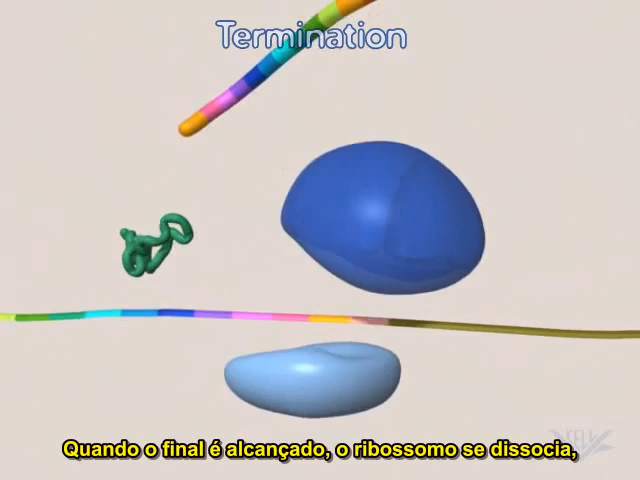 Termination
Quando o final é alcançado, o ribossomo se dissocia,